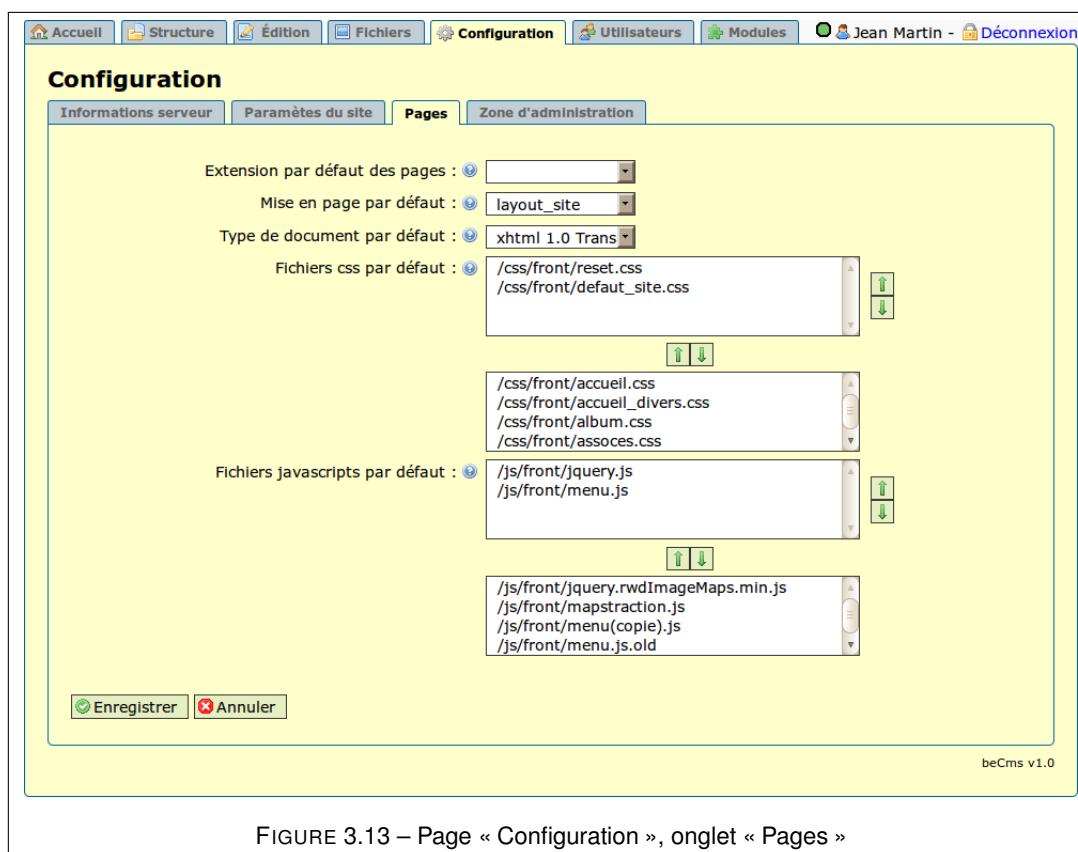 Accueil Structure Édition Fichiers Configuration Utilisateurs Modules Jean Martin - Déconnexion
Configuration
Informations serveur Paramètres du site Pages Zone d'administration
Extension par défaut des pages :
Mise en page par défaut : layout_site
Type de document par défaut : xhtml 1.0 Trans
Fichiers css par défaut : /css/front/reset.css
/css/front/defaut_site.css
/css/front/accueil.css
/css/front/accueil_divers.css
/css/front/album.css
/css/front/assoces.css
Fichiers javascripts par défaut : /js/front/jquery.js
/js/front/menu.js
/js/front/jquery.rwdImageMaps.min.js
/js/front/mapstraction.js
/js/front/menu(copie).js
/js/front/menu.js.old
Enregistrer Annuler
beCms v1.0
FIGURE 3.13 – Page « Configuration », onglet « Pages »